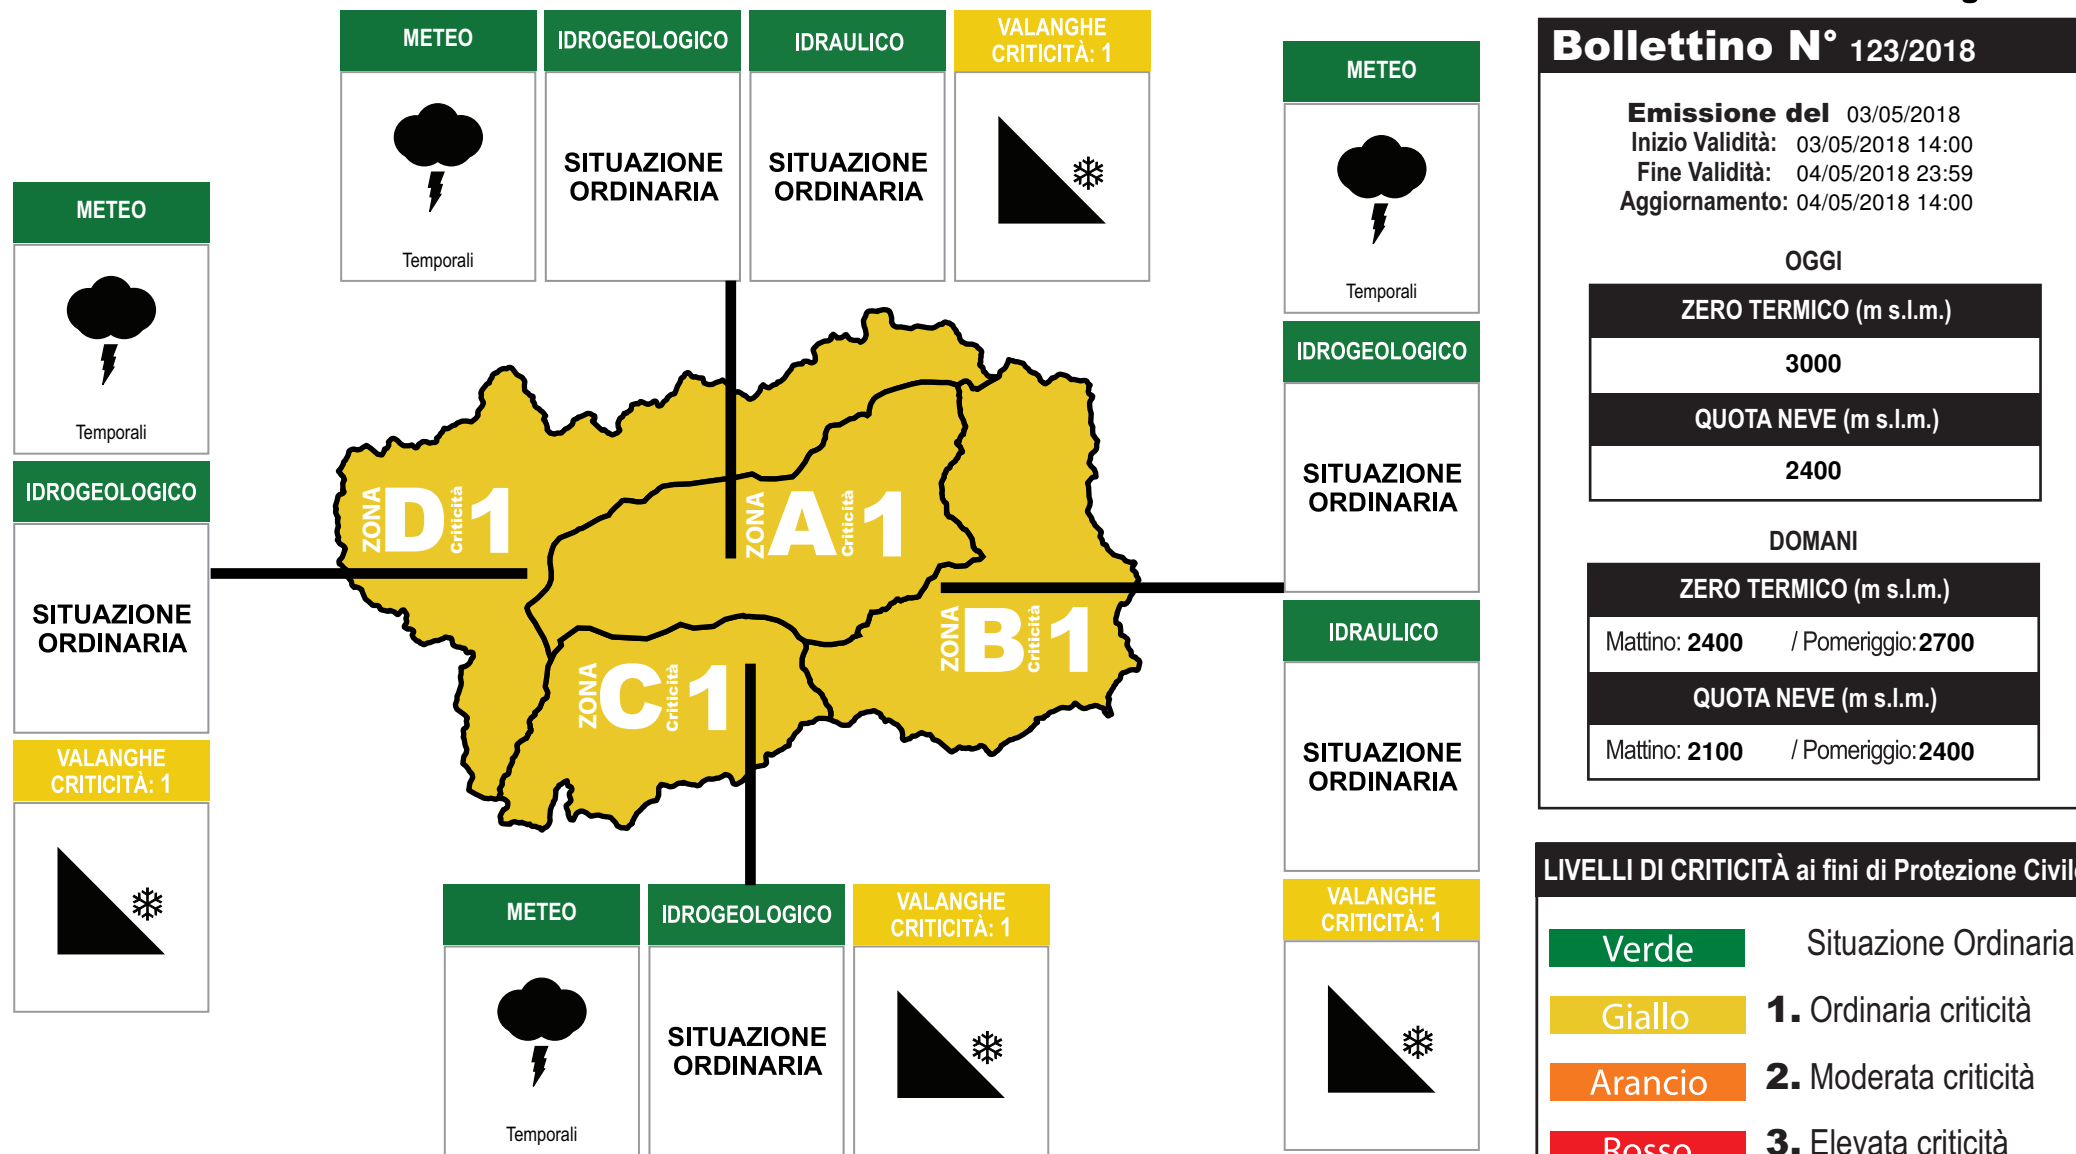 METEO
IDROGEOLOGICO
IDRAULICO
VALANGHE
CRITICITÀ: 1
Temporali
SITUAZIONE
ORDINARIA
SITUAZIONE
ORDINARIA
METEO
Temporali
IDROGEOLOGICO
SITUAZIONE
ORDINARIA
VALANGHE
CRITICITÀ: 1
METEO
Temporali
IDROGEOLOGICO
SITUAZIONE
ORDINARIA
IDRAULICO
SITUAZIONE
ORDINARIA
VALANGHE
CRITICITÀ: 1
ZONA D Criticità 1
ZONA A Criticità 1
ZONA B Criticità 1
ZONA C Criticità 1
METEO
IDROGEOLOGICO
VALANGHE
CRITICITÀ: 1
Temporali
SITUAZIONE
ORDINARIA
Bollettino N° 123/2018
Emissione del 03/05/2018
Inizio Validità: 03/05/2018 14:00
Fine Validità: 04/05/2018 23:59
Aggiornamento: 04/05/2018 14:00
OGGI
ZERO TERMICO (m s.l.m.)
3000
QUOTA NEVE (m s.l.m.)
2400
DOMANI
ZERO TERMICO (m s.l.m.)
Mattino: 2400 / Pomeriggio: 2700
QUOTA NEVE (m s.l.m.)
Mattino: 2100 / Pomeriggio: 2400
LIVELLI DI CRITICITÀ ai fini di Protezione Civile
Verde Situazione Ordinaria
Giallo 1. Ordinaria criticità
Arancio 2. Moderata criticità
Rosso 3. Elevata criticità